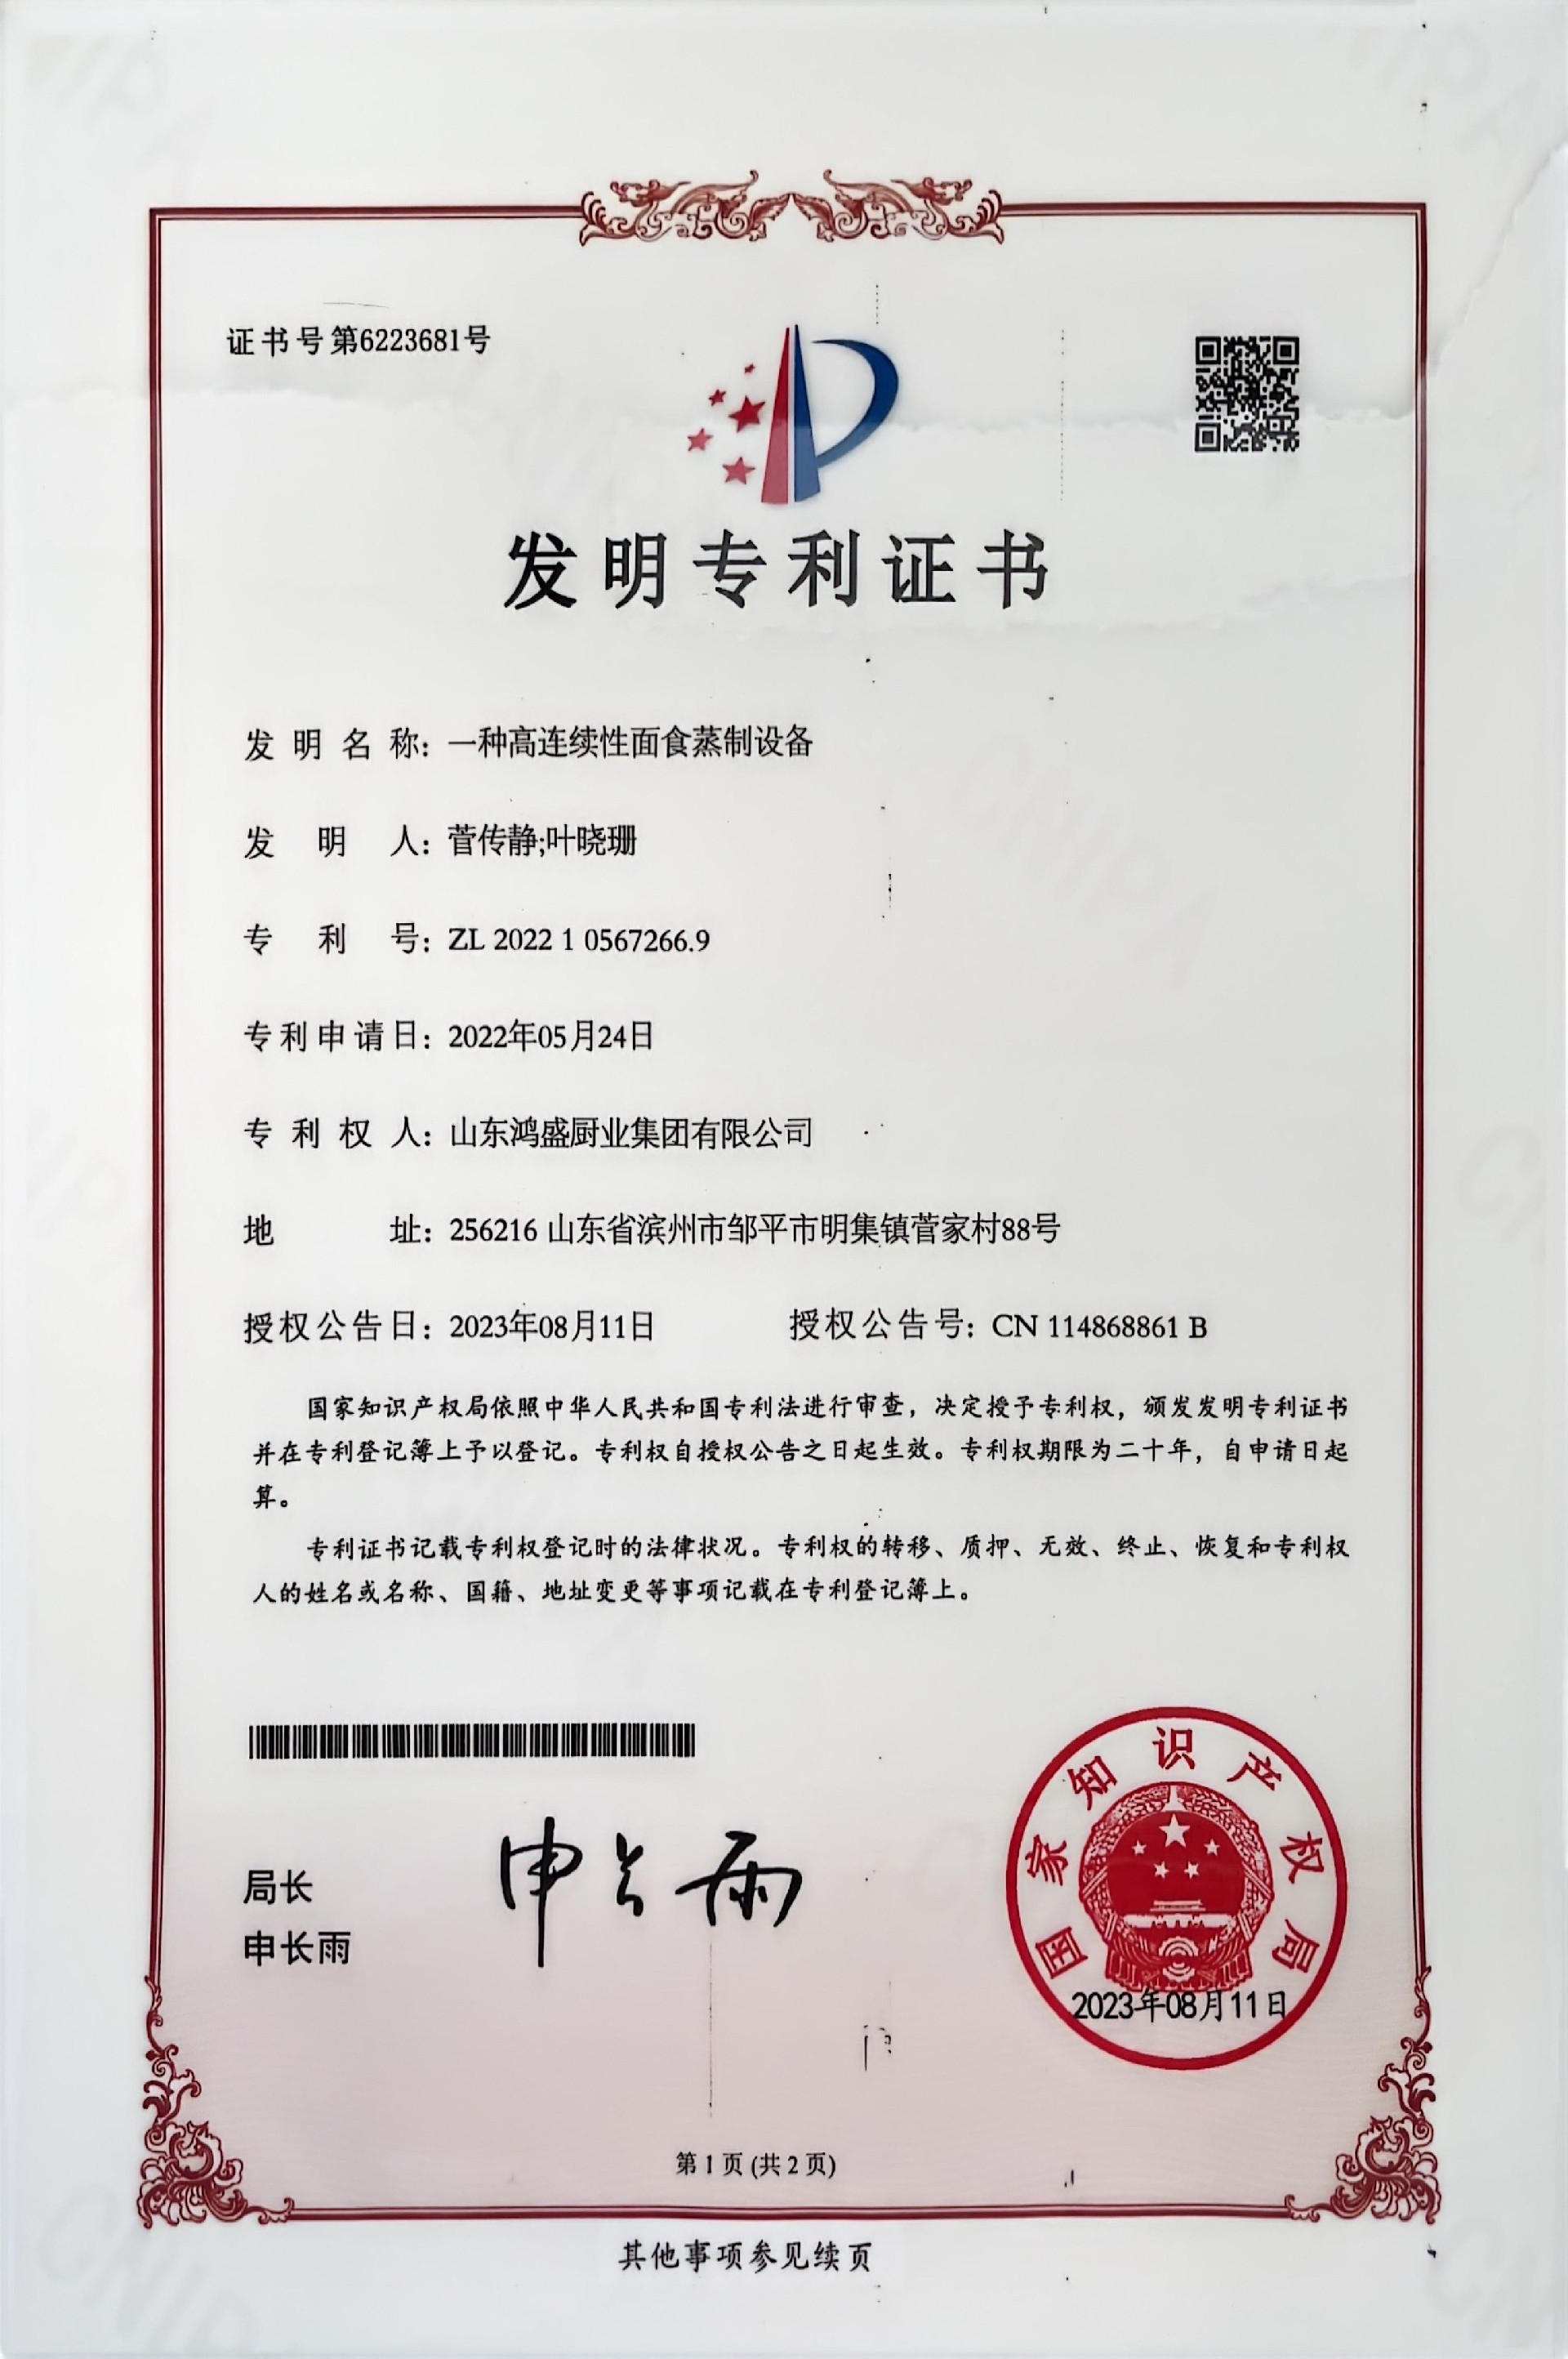 证书号第6223681号
发明专利证书
发明名称：一种高连续性面食蒸制设备
发明人：菅传静;叶晓珊
专利号：ZL 2022 1 0567266.9
专利申请日：2022年05月24日
专利权人：山东鸿盛厨业集团有限公司
地址：256216 山东省滨州市邹平市明集镇菅家村88号
授权公告日：2023年08月11日 授权公告号：CN 114868861 B
国家知识产权局依照中华人民共和国专利法进行审查，决定授予专利权，颁发发明专利证书
并在专利登记簿上予以登记。专利权自授权公告之日起生效。专利权期限为二十年，自申请日起
算。
专利证书记载专利权登记时的法律状况。专利权的转移、质押、无效、终止、恢复和专利权
人的姓名或名称、国籍、地址变更等事项记载在专利登记簿上。
局长
申长雨
申长雨
国家知识产权局
2023年08月11日
第1页(共2页)
其他事项参见续页
CNIPA